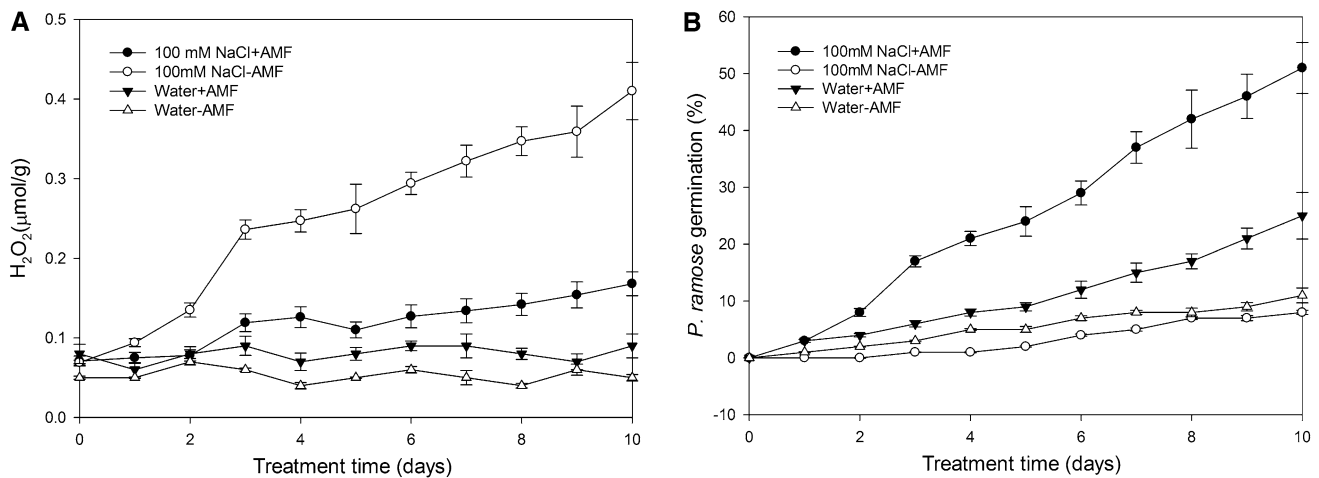 A
0.5
0.4
0.3
0.2
0.1
0.0
H2O2(μmol/g)
100 mM NaCl+AMF
100mM NaCl-AMF
Water+AMF
Water-AMF
0 2 4 6 8 10
Treatment time (days)
B
60
50
40
30
20
10
0
-10
P. ramose germination (%)
100mM NaCl+AMF
100mM NaCl-AMF
Water+AMF
Water-AMF
0 2 4 6 8 10
Treatment time (days)